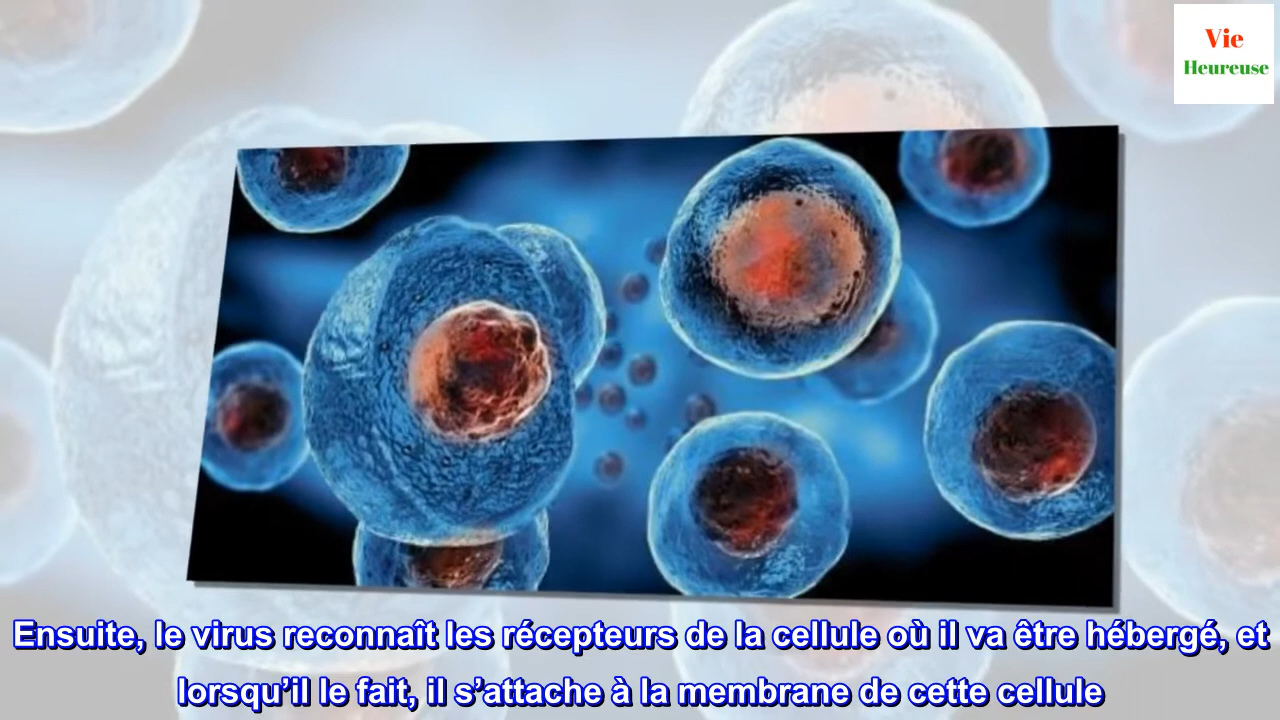 Vie
Heureuse
Ensuite, le virus reconnaît les récepteurs de la cellule où il va être hébergé, et
lorsqu’il le fait, il s’attache à la membrane de cette cellule